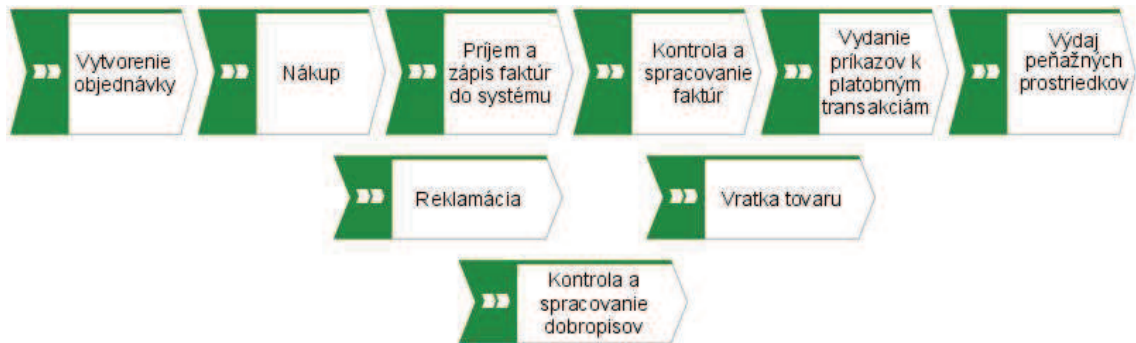 Vytvorenie
objednávky
Nákup
Príjem a
zápis faktúr
do systému
Kontrola a
spracovanie
faktúr
Vydanie
príkazov k
platobným
transakciám
Výdaj
peňažných
prostriedkov
Reklamácia
Vratka tovaru
Kontrola a
spracovanie
dobropisov